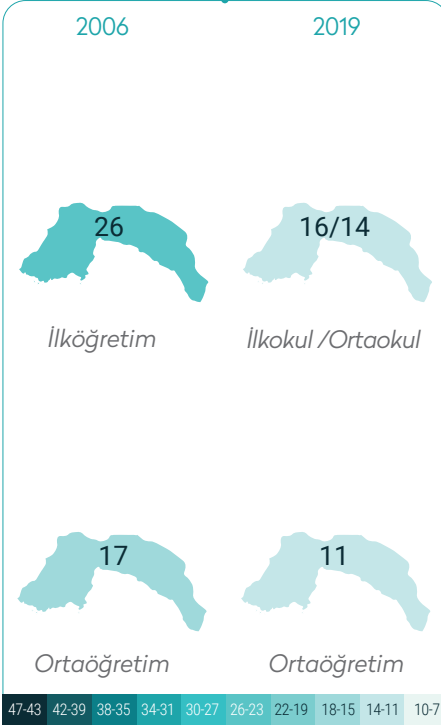 2006 2019
26 16/14
İlköğretim İlkokul /Ortaokul
17 11
Ortaöğretim Ortaöğretim
47-43 42-39 38-35 34-31 30-27 26-23 22-19 18-15 14-11 10-7